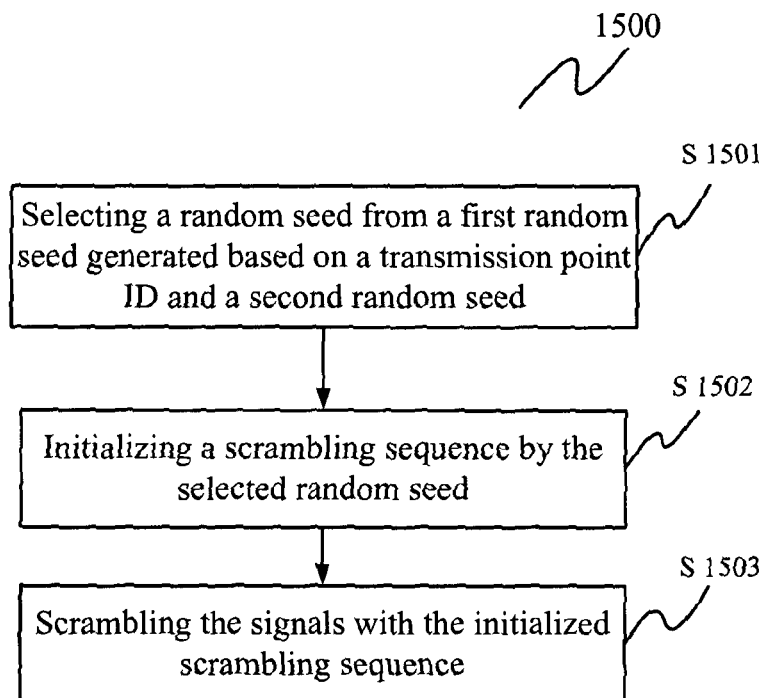 1500
S 1501
Selecting a random seed from a first random
seed generated based on a transmission point
ID and a second random seed
S 1502
Initializing a scrambling sequence by the
selected random seed
S 1503
Scrambling the signals with the initialized
scrambling sequence